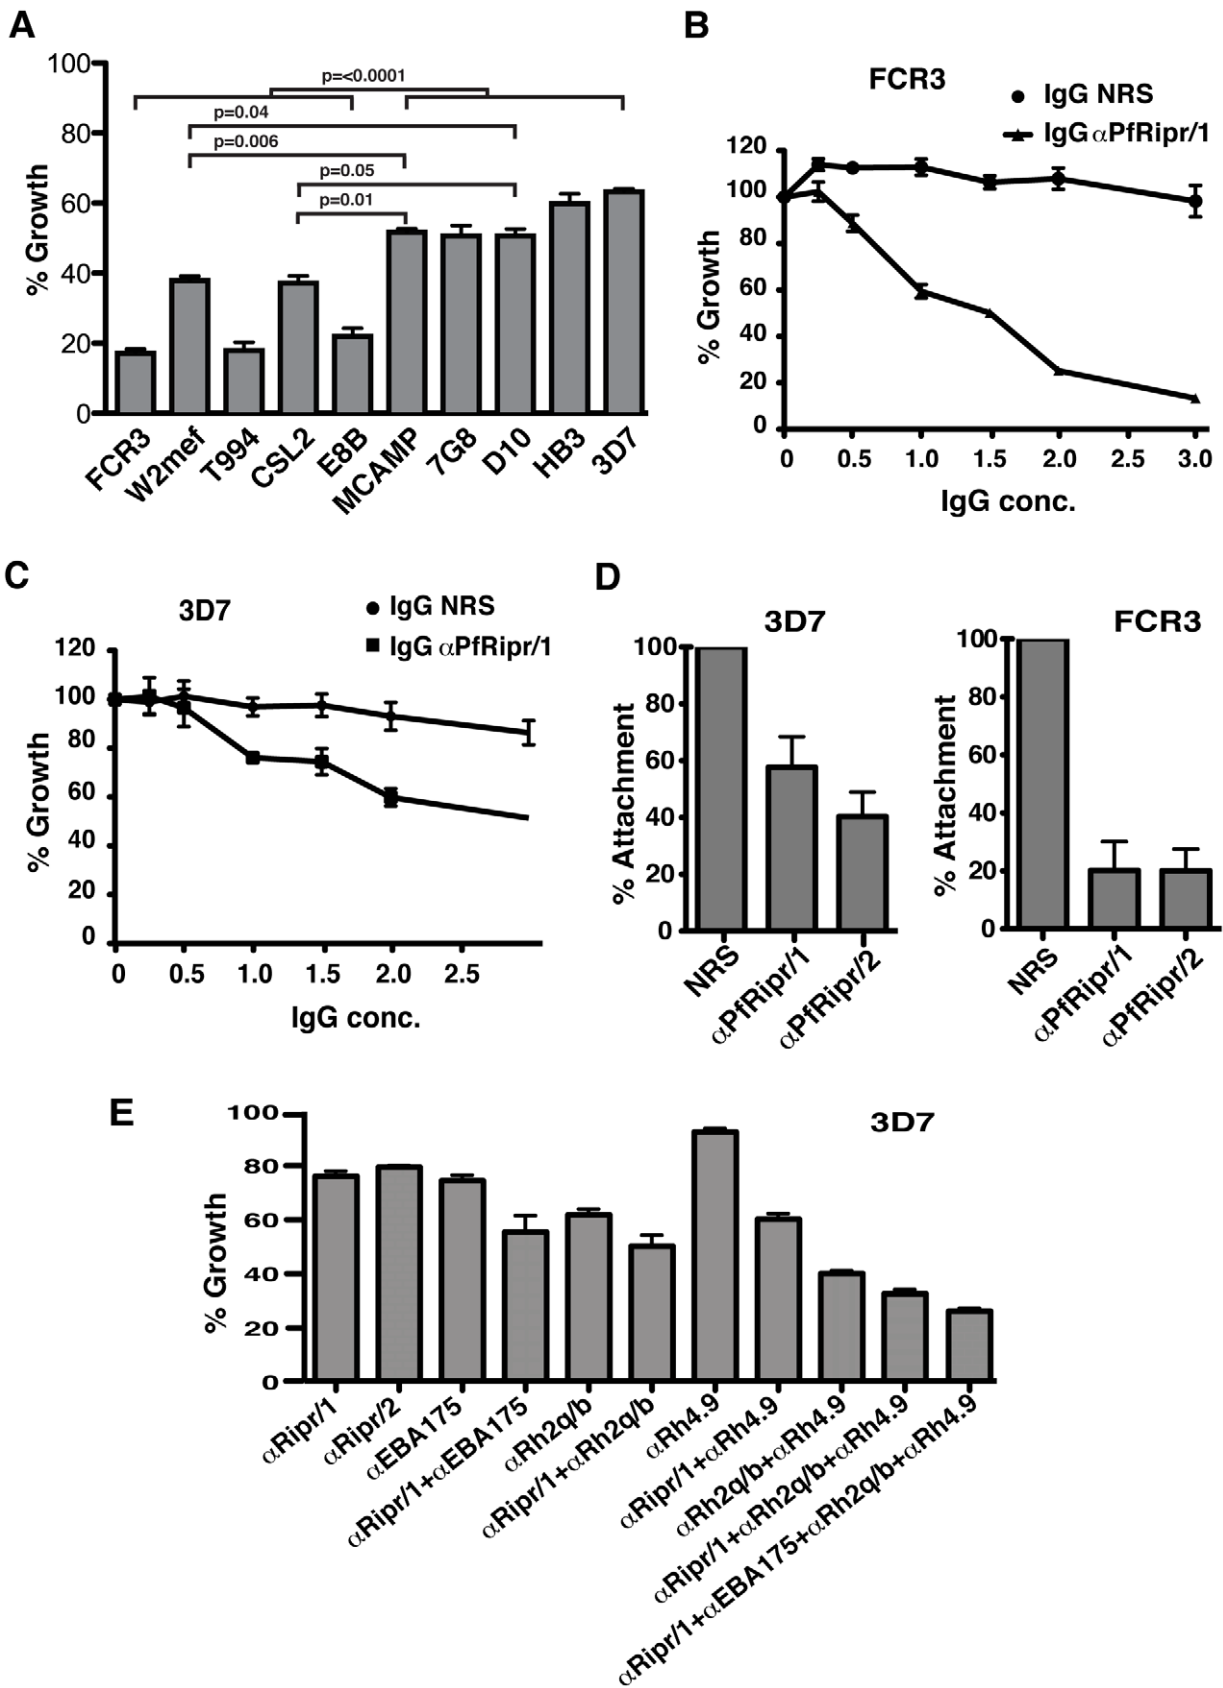 A
100
80
60
40
20
0
% Growth
p=<0.0001
p=0.04
p=0.006
p=0.05
p=0.01
FCR3
W2mef
T994
CSL2
E8B
MCAMP
7G8
D10
HB3
3D7
B
FCR3
IgG NRS
IgG αPfRipr/1
120
100
80
60
40
20
0
% Growth
0 0.5 1.0 1.5 2.0 2.5 3.0
IgG conc.
C
3D7
IgG NRS
IgG αPfRipr/1
120
100
80
60
40
20
0
% Growth
0 0.5 1.0 1.5 2.0 2.5
IgG conc.
D
3D7
100
80
60
40
20
0
% Attachment
NRS
αPfRipr/1
αPfRipr/2
FCR3
100
80
60
40
20
0
% Attachment
NRS
αPfRipr/1
αPfRipr/2
E
3D7
100
80
60
40
20
0
% Growth
αRipr/1
αRipr/2
αEBA175
αRipr/1+αEBA175
αRh2q/b
αRipr/1+αRh2q/b
αRh4.9
αRipr/1+αRh4.9
αRh2q/b+αRh4.9
αRipr/1+αRh2q/b+αRh4.9
αRipr/1+αEBA175+αRh2q/b+αRh4.9